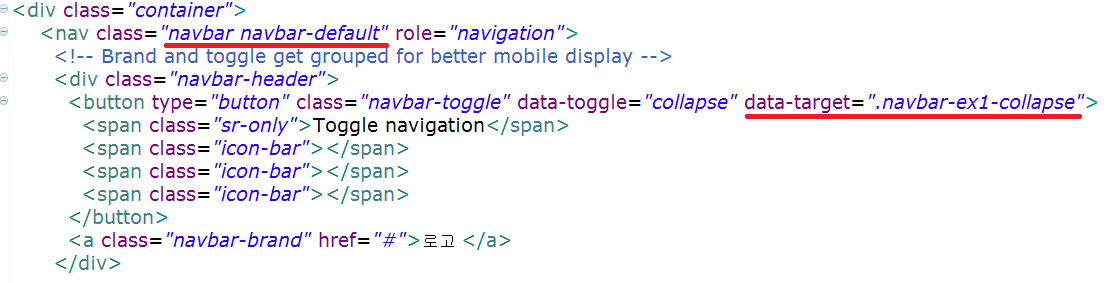 <div class="container">
<nav class="navbar navbar-default" role="navigation">
<!-- Brand and toggle get grouped for better mobile display -->
<div class="navbar-header">
<button type="button" class="navbar-toggle" data-toggle="collapse" data-target=".navbar-ex1-collapse">
<span class="sr-only">Toggle navigation</span>
<span class="icon-bar"></span>
<span class="icon-bar"></span>
<span class="icon-bar"></span>
</button>
<a class="navbar-brand" href="#">로고 </a>
</div>